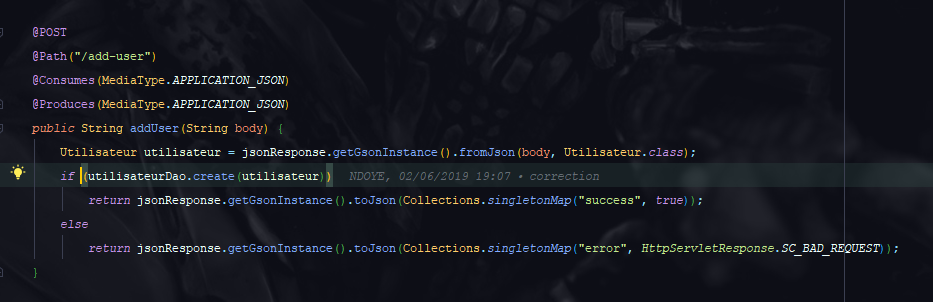 @POST
@Path("/add-user")
@Consumes(MediaType.APPLICATION_JSON)
@Produces(MediaType.APPLICATION_JSON)
public String addUser(String body) {
Utilisateur utilisateur = jsonResponse.getGsonInstance().fromJson(body, Utilisateur.class);
if (utilisateurDao.create(utilisateur)) NDOYE, 02/06/2019 19:07 • correction
return jsonResponse.getGsonInstance().toJson(Collections.singletonMap("success", true));
else
return jsonResponse.getGsonInstance().toJson(Collections.singletonMap("error", HttpServletResponse.SC_BAD_REQUEST));
}